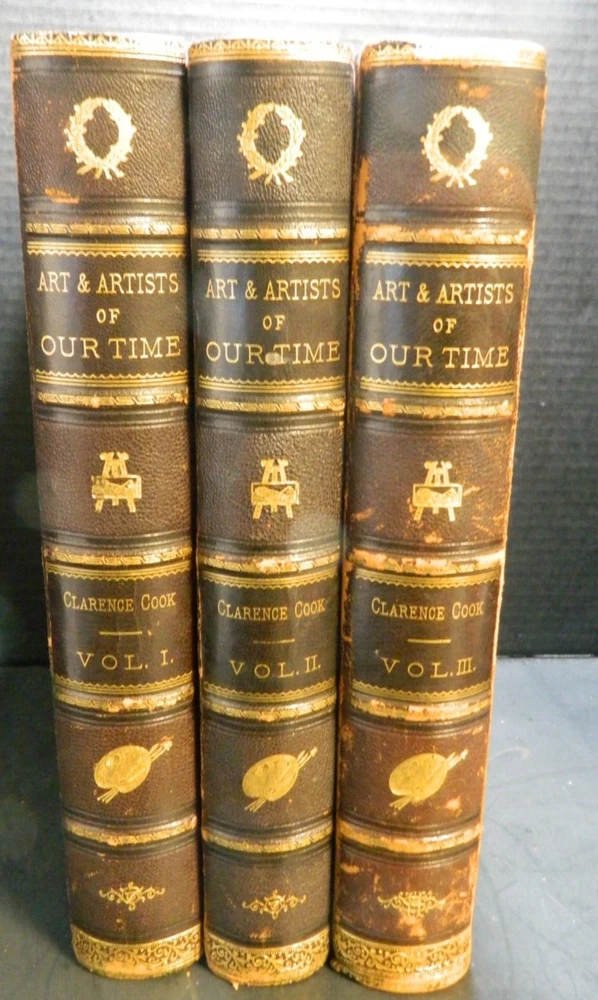 ART & ARTISTS
OF
OUR TIME
CLARENCE COOK
VOL. I.
ART & ARTISTS
OF
OUR TIME
CLARENCE COOK
VOL. II.
ART & ARTISTS
OF
OUR TIME
CLARENCE COOK
VOL. III.